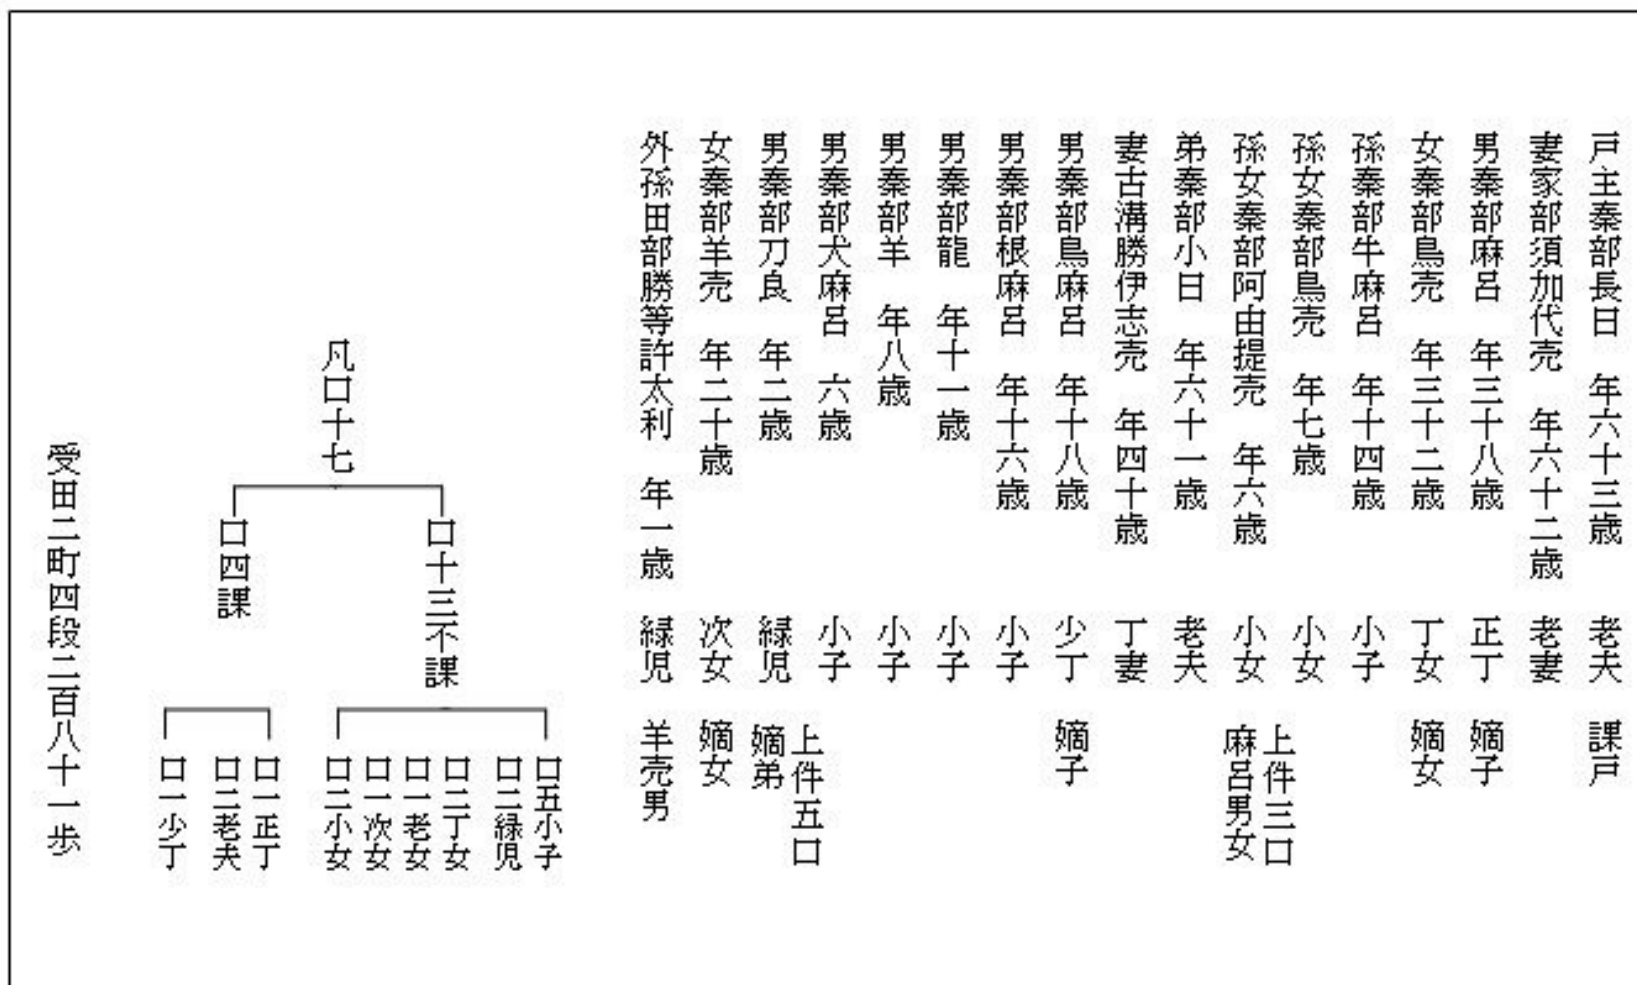 戸主秦部長日 年六十三歳 老夫 課戸
妻家部須加代売 年六十二歳 老妻
男秦部麻呂 年三十八歳 正丁 嫡子
女秦部鳥売 年三十二歳 丁女 嫡女
孫秦部牛麻呂 年十四歳 小子
孫女秦部鳥売 年七歳 小女 上件三口
孫女秦部阿由提売 年六歳 小女 麻呂男女
弟秦部小日 年六十一歳 老夫
妻古溝勝伊志売 年四十歳 丁妻
男秦部鳥麻呂 年十八歳 少丁 嫡子
男秦部根麻呂 年十六歳 小子
男秦部龍 年十一歳 小子
男秦部羊 年八歳 小子
男秦部犬麻呂 六歳 小子 上件五口
男秦部刀良 年二歳 緑児 嫡弟
女秦部羊売 年二十歳 次女 嫡女
外孫田部勝等許太利 年一歳 緑児 羊売男
凡口十七
口十三不課
口五小子
口二緑児
口二丁女
口一老女
口一次女
口二小女
口四課
口一正丁
口二老夫
口一少丁
受田二町四段二百八十一歩